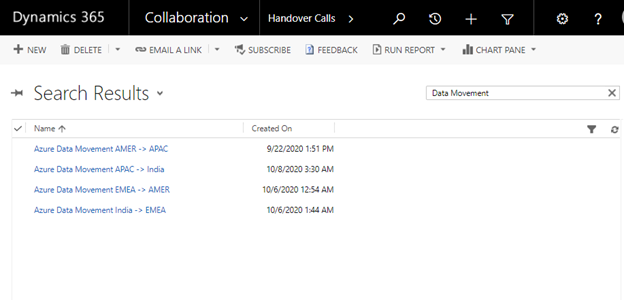 Dynamics 365 Collaboration Handover Calls
NEW DELETE EMAIL A LINK SUBSCRIBE FEEDBACK RUN REPORT CHART PANE
Search Results Data Movement
Name Created On
Azure Data Movement AMER -> APAC 9/22/2020 1:51 PM
Azure Data Movement APAC -> India 10/8/2020 3:30 AM
Azure Data Movement EMEA -> AMER 10/6/2020 12:54 AM
Azure Data Movement India -> EMEA 10/6/2020 1:44 AM